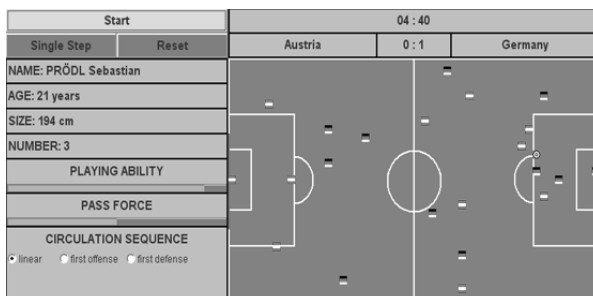 Start
04 : 40
Single Step Reset
Austria 0 : 1 Germany
NAME: PRÖDL Sebastian
AGE: 21 years
SIZE: 194 cm
NUMBER: 3
PLAYING ABILITY
PASS FORCE
CIRCULATION SEQUENCE
linear first offense first defense